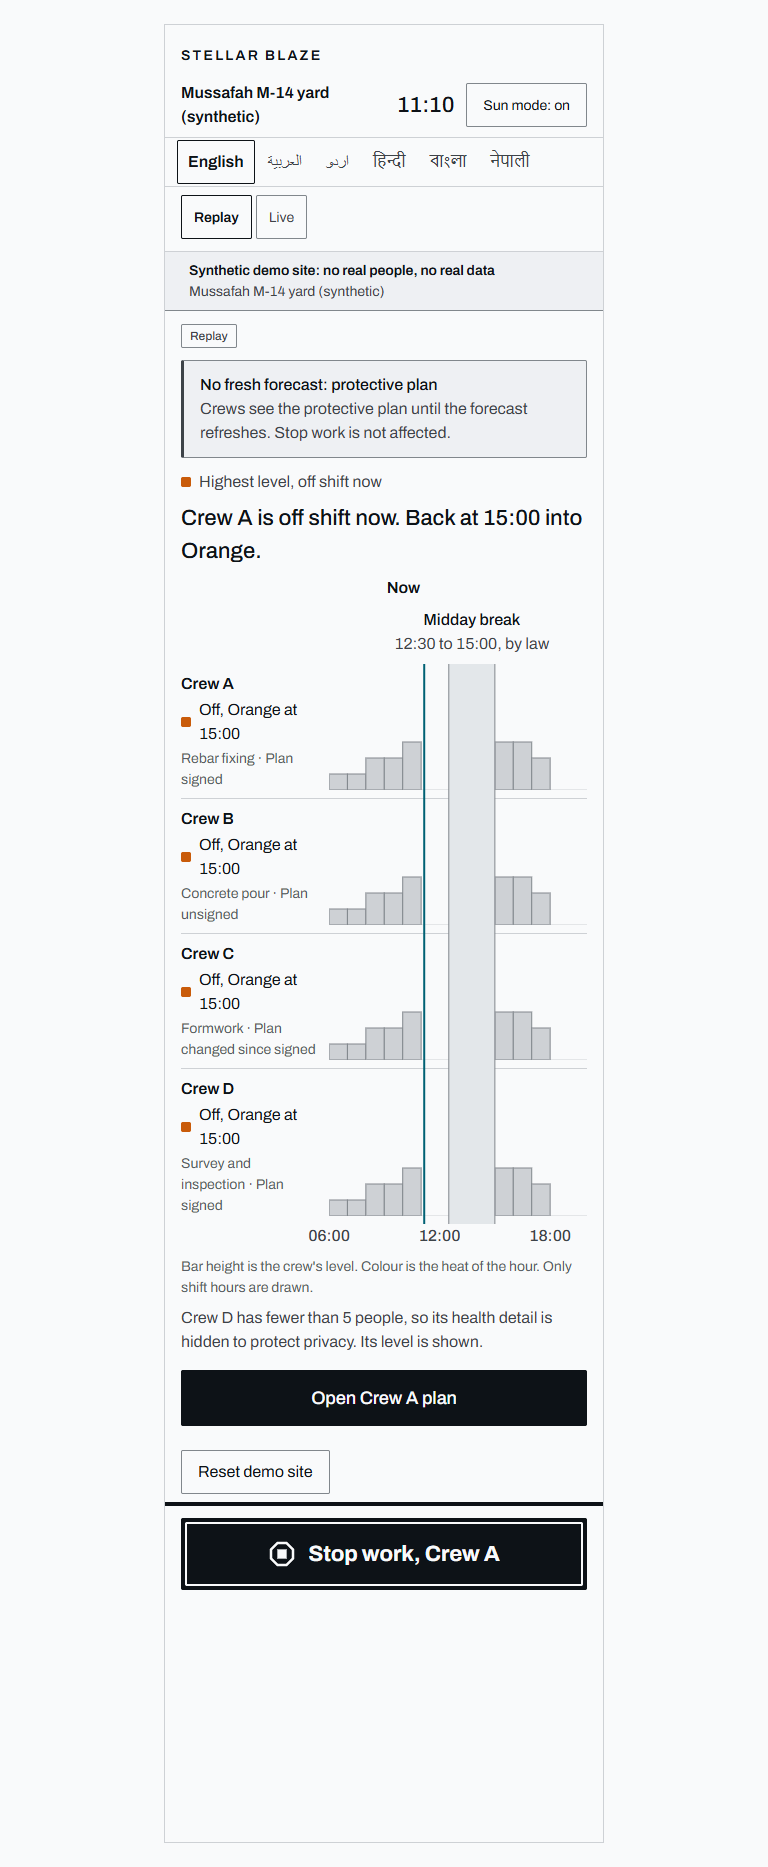 STELLAR BLAZE
Mussafah M-14 yard
(synthetic)
11:10
Sun mode: on
English
العربية
اردو
हिन्दी
বাংলা
नेपाली
Replay
Live
Synthetic demo site: no real people, no real data
Mussafah M-14 yard (synthetic)
Replay
No fresh forecast: protective plan
Crews see the protective plan until the forecast
refreshes. Stop work is not affected.
Highest level, off shift now
Crew A is off shift now. Back at 15:00 into
Orange.
Now
Midday break
12:30 to 15:00, by law
Crew A
Off, Orange at
15:00
Rebar fixing · Plan
signed
Crew B
Off, Orange at
15:00
Concrete pour · Plan
unsigned
Crew C
Off, Orange at
15:00
Formwork · Plan
changed since signed
Crew D
Off, Orange at
15:00
Survey and
inspection · Plan
signed
06:00
12:00
18:00
Bar height is the crew's level. Colour is the heat of the hour. Only
shift hours are drawn.
Crew D has fewer than 5 people, so its health detail is
hidden to protect privacy. Its level is shown.
Open Crew A plan
Reset demo site
Stop work, Crew A